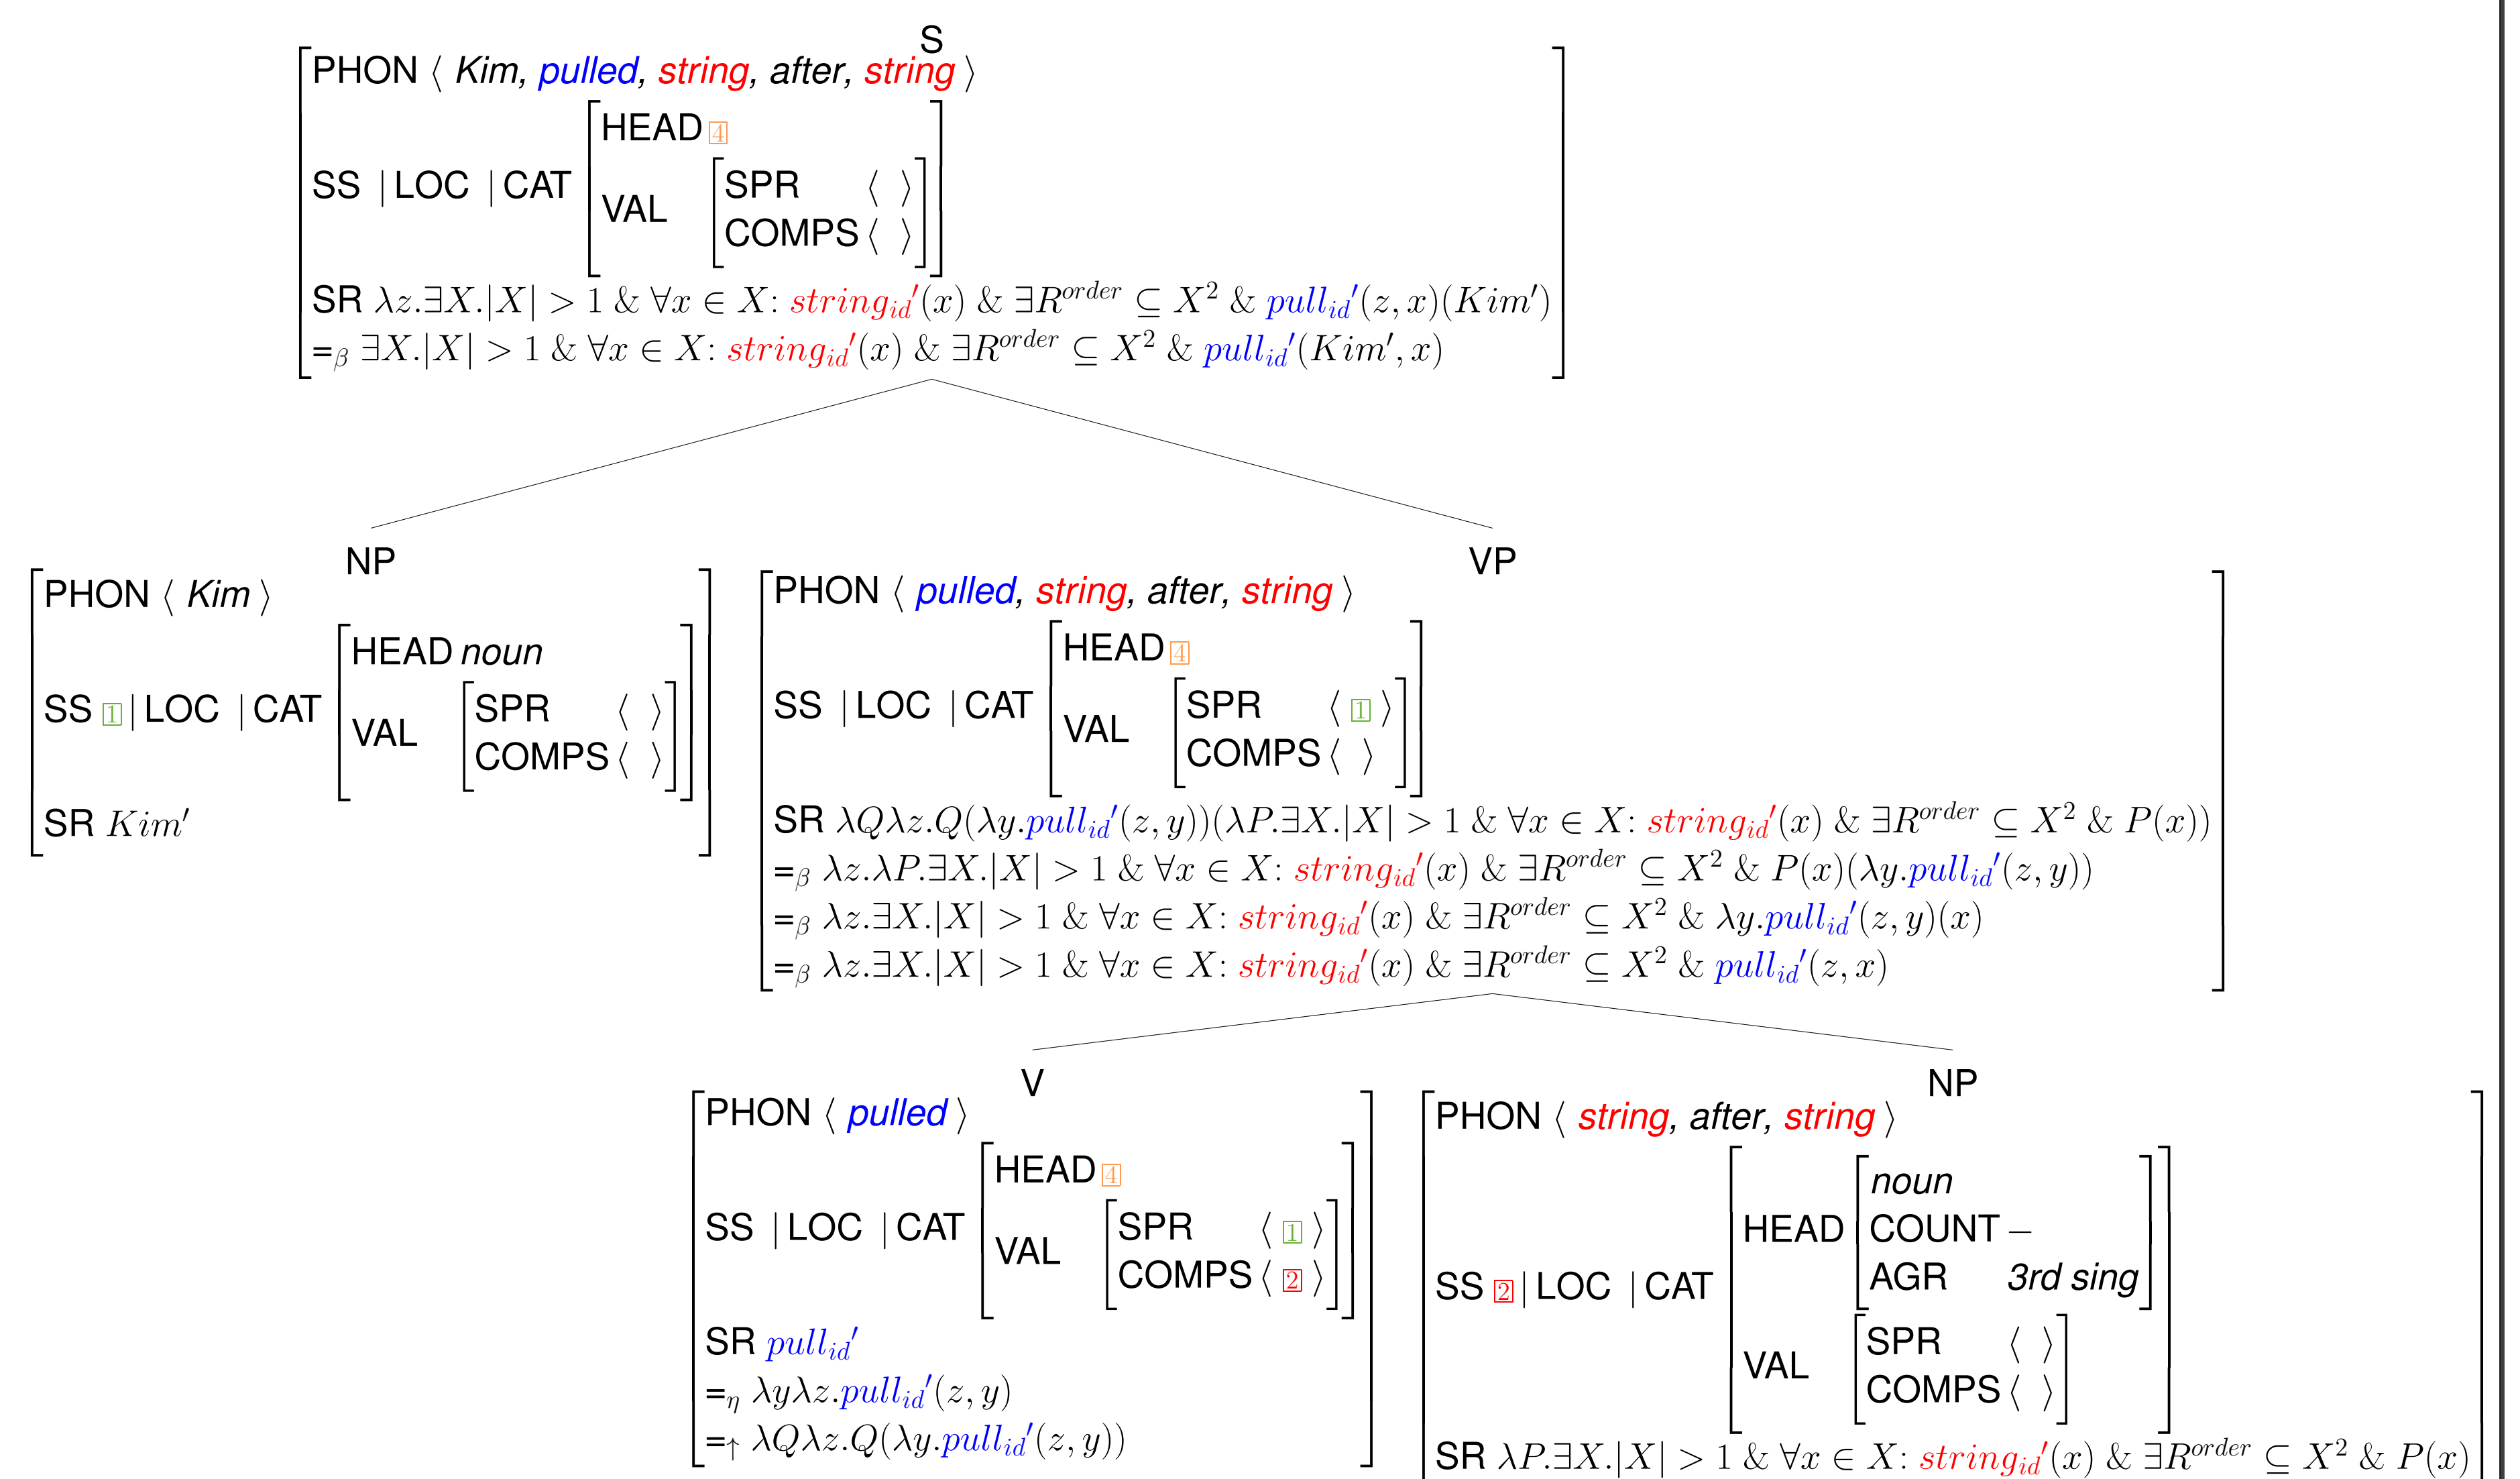 S
PHON ⟨ Kim, pulled, string, after, string ⟩
HEAD 4
SS | LOC | CAT
SPR ⟨ ⟩
VAL
COMPS ⟨ ⟩
SR λz.∃X.|X| > 1 & ∀x ∈ X: string_id′(x) & ∃R^order ⊆ X² & pull_id′(z, x)(Kim′)
=β ∃X.|X| > 1 & ∀x ∈ X: string_id′(x) & ∃R^order ⊆ X² & pull_id′(Kim′, x)
NP
PHON ⟨ Kim ⟩
HEAD noun
SS 1 | LOC | CAT
SPR ⟨ ⟩
VAL
COMPS ⟨ ⟩
SR Kim′
VP
PHON ⟨ pulled, string, after, string ⟩
HEAD 4
SS | LOC | CAT
SPR ⟨ 1 ⟩
VAL
COMPS ⟨ ⟩
SR λQλz.Q(λy.pull_id′(z, y))(λP.∃X.|X| > 1 & ∀x ∈ X: string_id′(x) & ∃R^order ⊆ X² & P(x))
=β λz.λP.∃X.|X| > 1 & ∀x ∈ X: string_id′(x) & ∃R^order ⊆ X² & P(x)(λy.pull_id′(z, y))
=β λz.∃X.|X| > 1 & ∀x ∈ X: string_id′(x) & ∃R^order ⊆ X² & λy.pull_id′(z, y)(x)
=β λz.∃X.|X| > 1 & ∀x ∈ X: string_id′(x) & ∃R^order ⊆ X² & pull_id′(z, x)
V
PHON ⟨ pulled ⟩
HEAD 4
SS | LOC | CAT
SPR ⟨ 1 ⟩
VAL
COMPS ⟨ 2 ⟩
SR pull_id′
=η λyλz.pull_id′(z, y)
=↑ λQλz.Q(λy.pull_id′(z, y))
NP
PHON ⟨ string, after, string ⟩
noun
HEAD COUNT −
AGR 3rd sing
SS 2 | LOC | CAT
SPR ⟨ ⟩
VAL
COMPS ⟨ ⟩
SR λP.∃X.|X| > 1 & ∀x ∈ X: string_id′(x) & ∃R^order ⊆ X² & P(x)